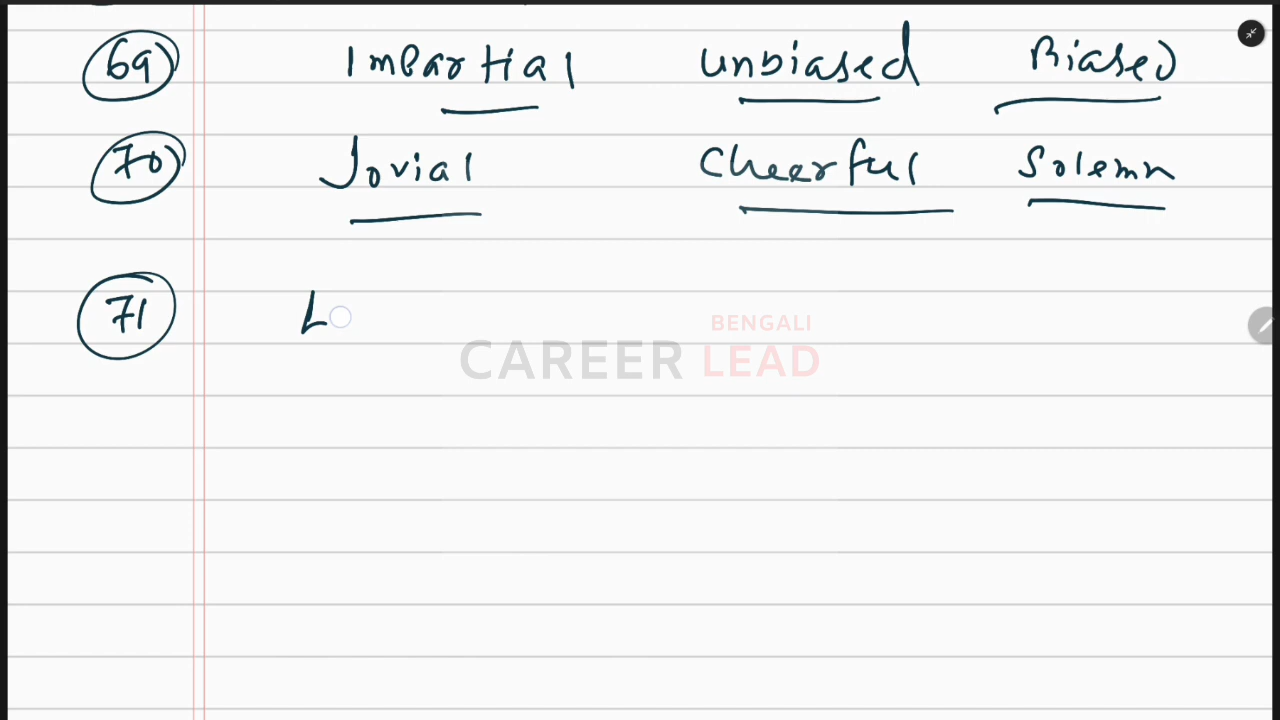 69 Impartial unbiased Biased
70 Jovial Cheerful Solemn
71 L
BENGALI
CAREER LEAD